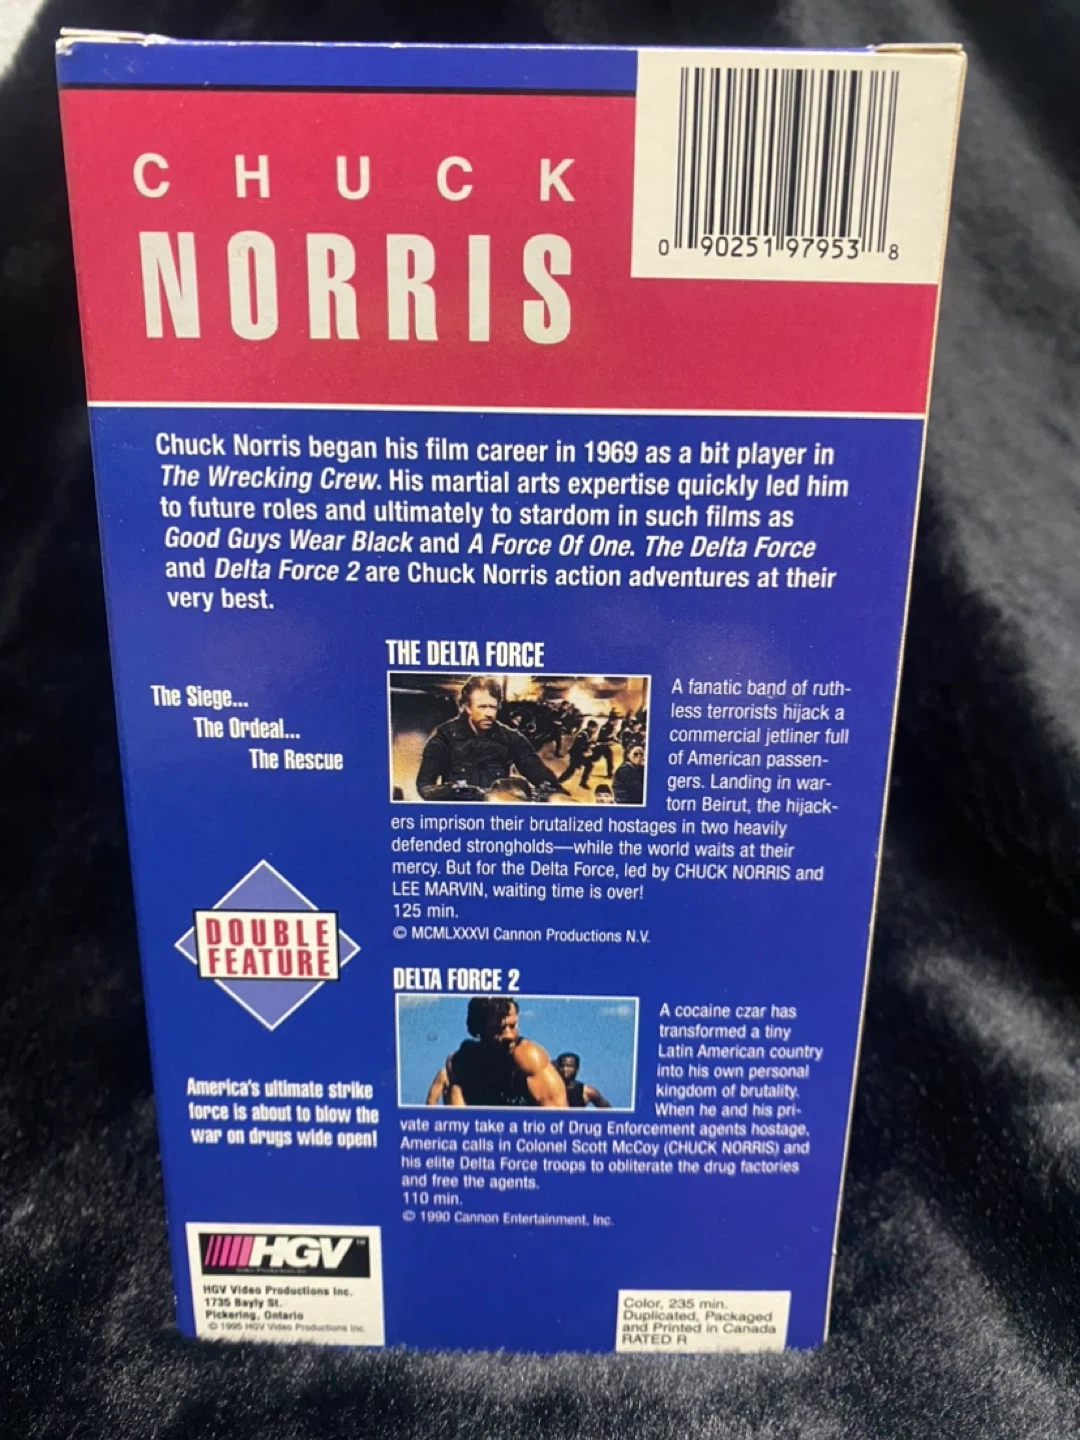 CHUCK
NORRIS
0 90251 97953 8
Chuck Norris began his film career in 1969 as a bit player in
The Wrecking Crew. His martial arts expertise quickly led him
to future roles and ultimately to stardom in such films as
Good Guys Wear Black and A Force Of One. The Delta Force
and Delta Force 2 are Chuck Norris action adventures at their
very best.
The Siege...
The Ordeal...
The Rescue
THE DELTA FORCE
A fanatic band of ruth-
less terrorists hijack a
commercial jetliner full
of American passen-
gers. Landing in war-
torn Beirut, the hijack-
ers imprison their brutalized hostages in two heavily
defended strongholds—while the world waits at their
mercy. But for the Delta Force, led by CHUCK NORRIS and
LEE MARVIN, waiting time is over!
125 min.
© MCMLXXXVI Cannon Productions N.V.
DOUBLE
FEATURE
DELTA FORCE 2
A cocaine czar has
transformed a tiny
Latin American country
into his own personal
kingdom of brutality.
When he and his pri-
vate army take a trio of Drug Enforcement agents hostage,
America calls in Colonel Scott McCoy (CHUCK NORRIS) and
his elite Delta Force troops to obliterate the drug factories
and free the agents.
110 min.
© 1990 Cannon Entertainment, Inc.
America's ultimate strike
force is about to blow the
war on drugs wide open!
HGV™
Video Productions Inc.
HGV Video Productions Inc.
1735 Bayly St.
Pickering, Ontario
© 1995 HGV Video Productions Inc.
Color, 235 min.
Duplicated, Packaged
and Printed in Canada
RATED R